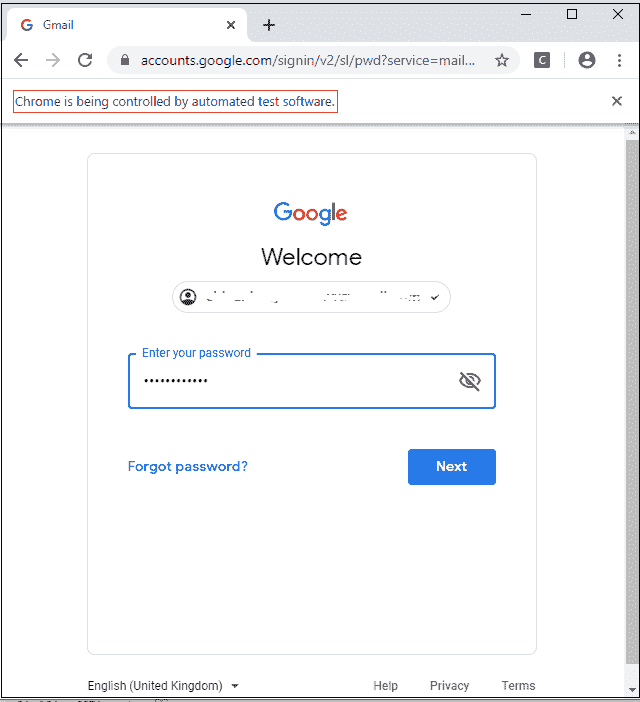 Gmail
accounts.google.com/signin/v2/sl/pwd?service=mail...
C
Chrome is being controlled by automated test software.
Google
Welcome
Enter your password
••••••••••••
Forgot password?
Next
English (United Kingdom)
Help
Privacy
Terms